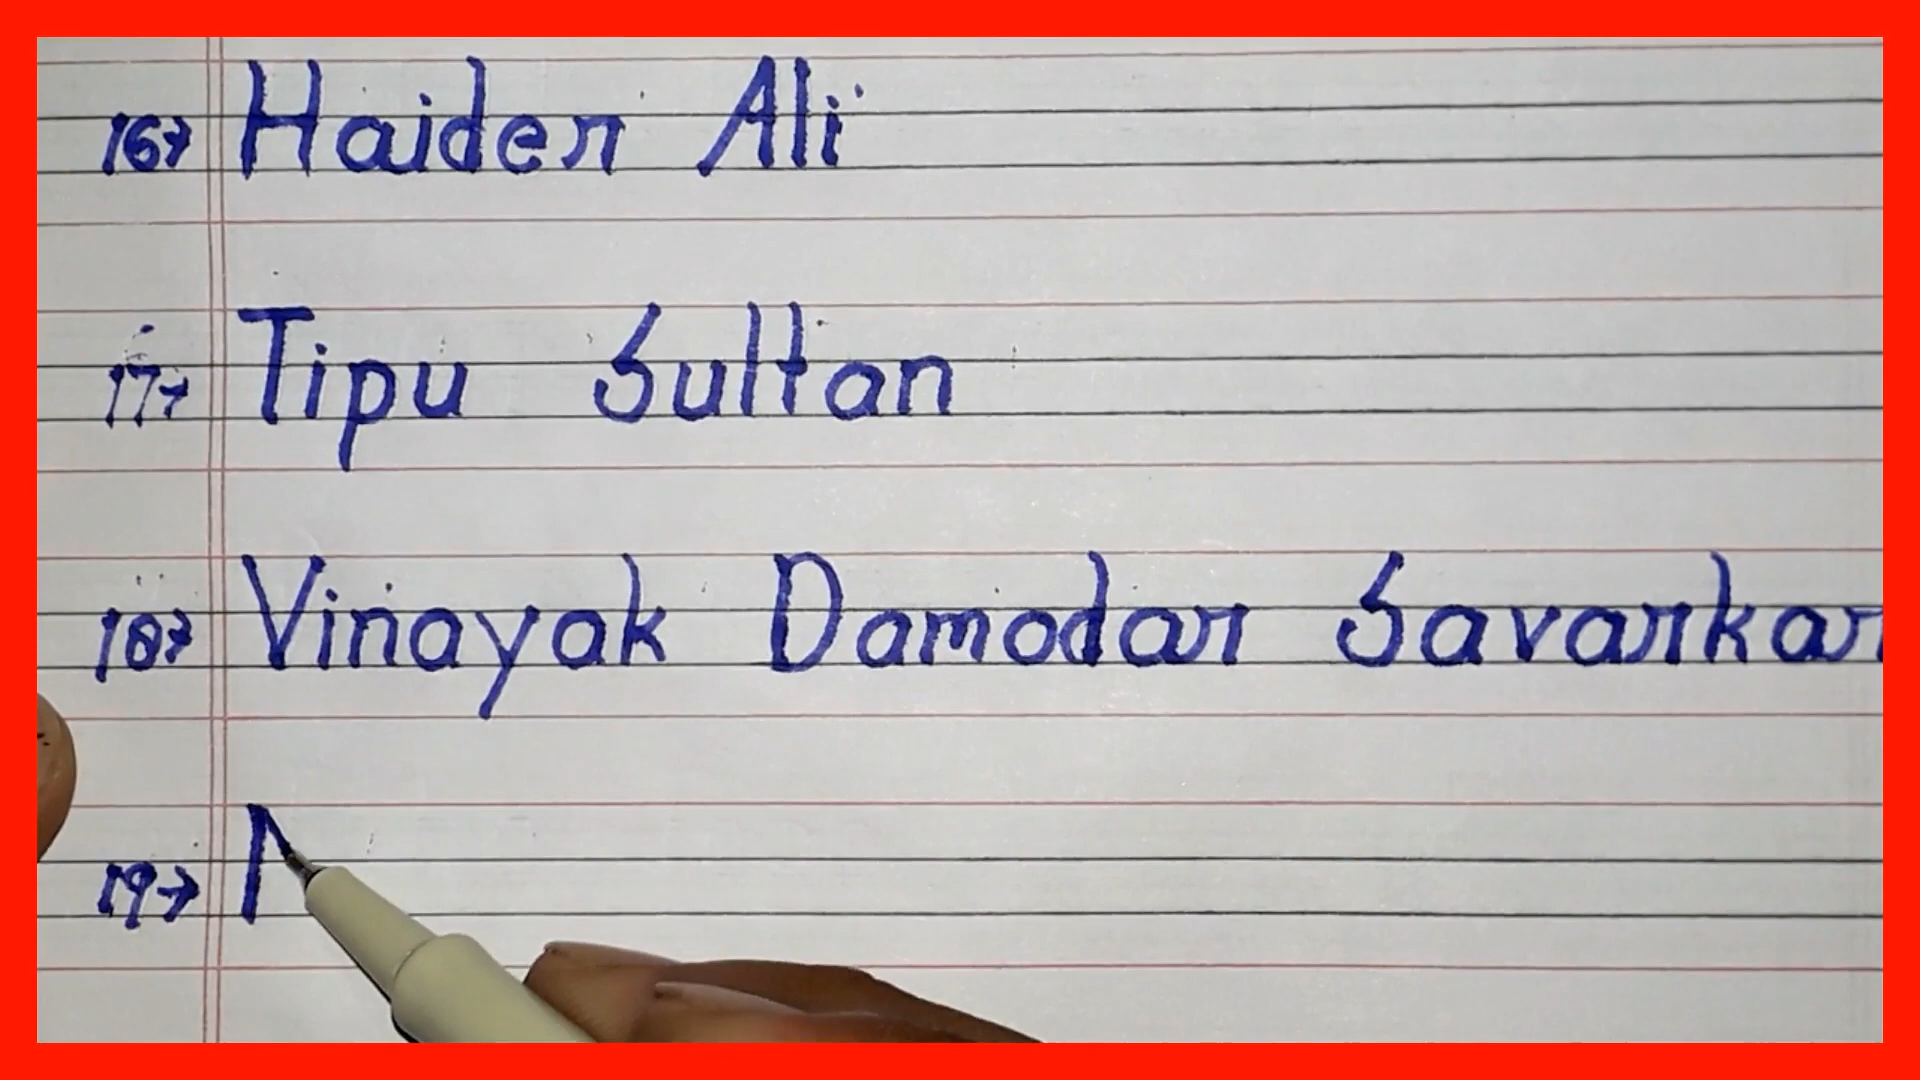 16→ Haider Ali
17→ Tipu Sultan
18→ Vinayak Damodar Savarkar
19→